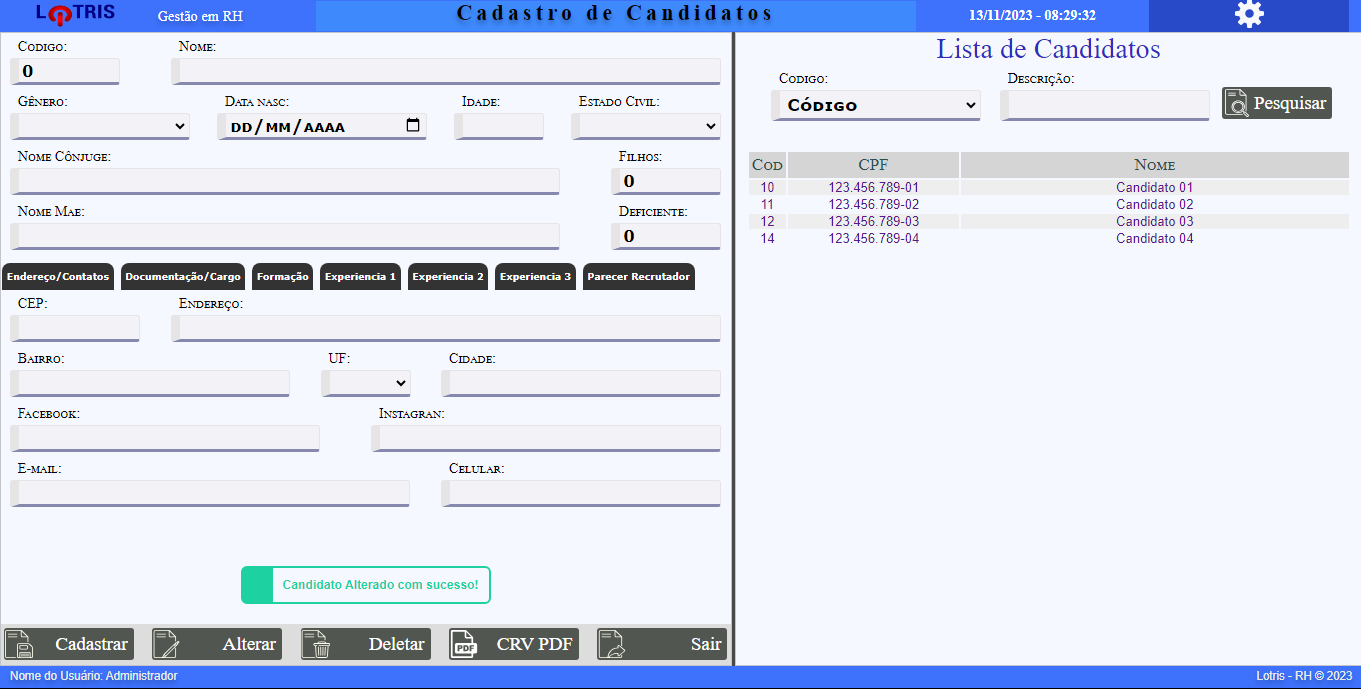 LOTRIS Gestão em RH Cadastro de Candidatos 13/11/2023 - 08:29:32
Codigo: Nome:
0
Gênero: Data nasc: Idade: Estado Civil:
DD/MM/AAAA
Nome Cônjuge: Filhos:
0
Nome Mae: Deficiente:
0
Endereço/Contatos Documentação/Cargo Formação Experiencia 1 Experiencia 2 Experiencia 3 Parecer Recrutador
CEP: Endereço:
Bairro: UF: Cidade:
Facebook: Instagran:
E-mail: Celular:
Candidato Alterado com sucesso!
Cadastrar Alterar Deletar PDF CRV PDF Sair
Lista de Candidatos
Codigo: Descrição:
Código Pesquisar
Cod CPF Nome
10 123.456.789-01 Candidato 01
11 123.456.789-02 Candidato 02
12 123.456.789-03 Candidato 03
14 123.456.789-04 Candidato 04
Nome do Usuário: Administrador Lotris - RH © 2023